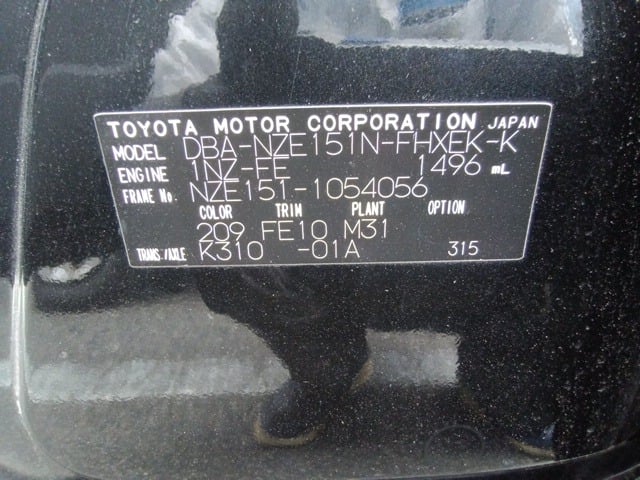 TOYOTA MOTOR CORPORATION JAPAN
MODEL DBA-NZE151N-FHXEK-K
ENGINE 1NZ-FE 1496 mL
FRAME No. NZE151-1054056
COLOR TRIM PLANT OPTION
209 FE10 M31
TRANS./AXLE K310 -01A 315